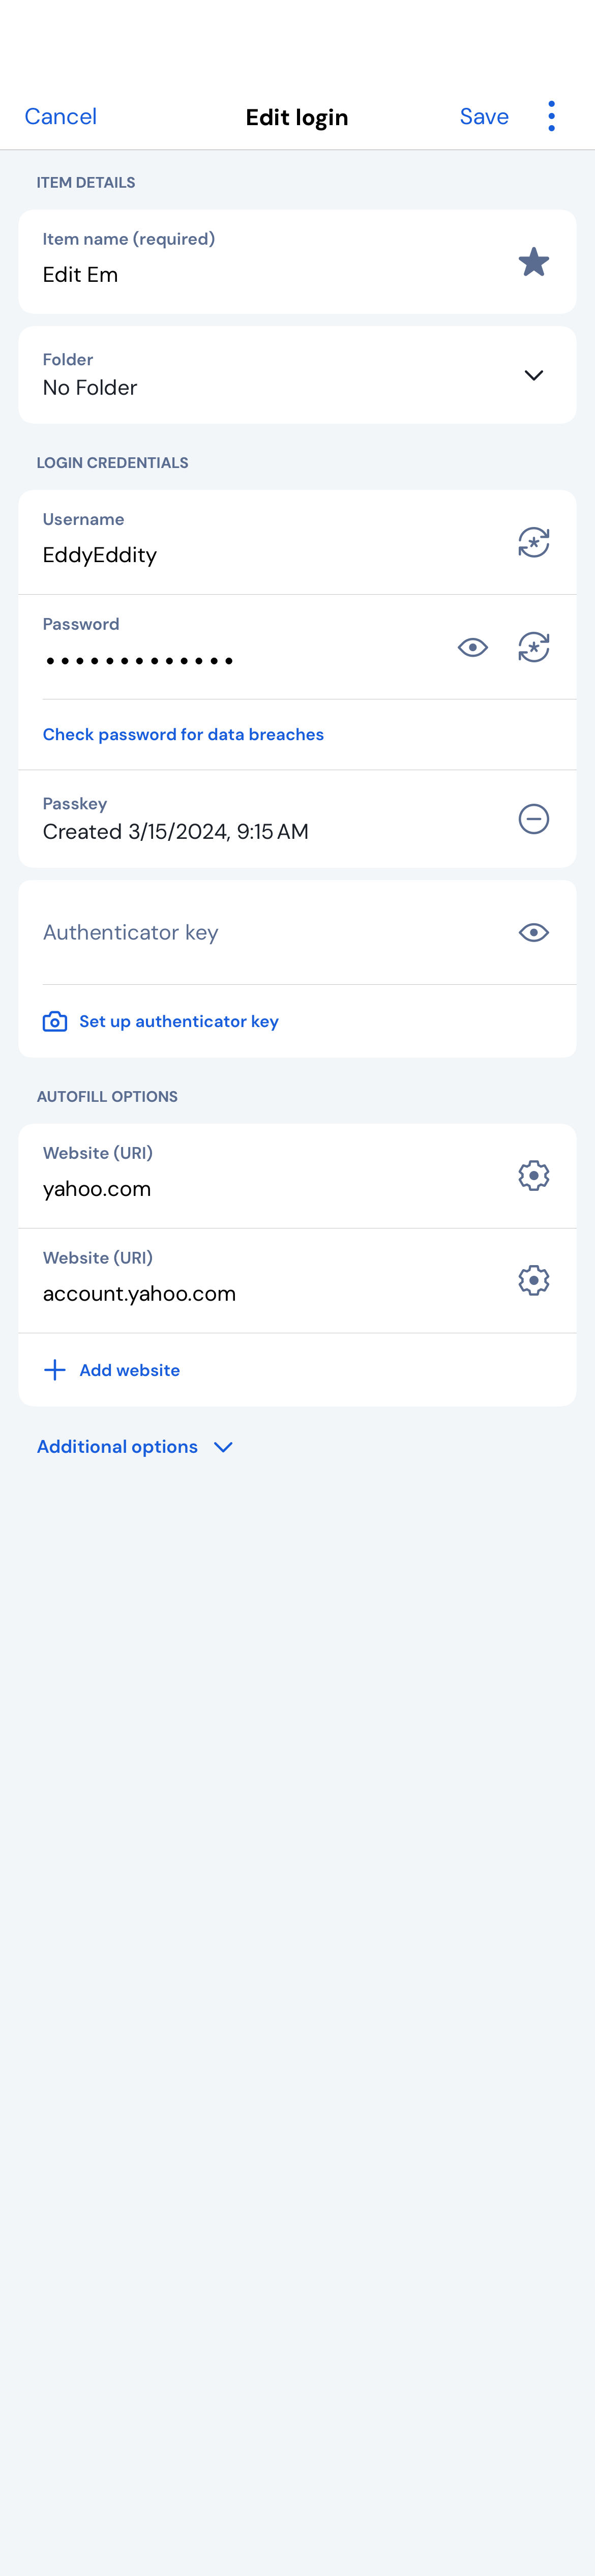 Cancel
Edit login
Save
ITEM DETAILS
Item name (required)
Edit Em
Folder
No Folder
LOGIN CREDENTIALS
Username
EddyEddity
Password
•••••••••••••
Check password for data breaches
Passkey
Created 3/15/2024, 9:15 AM
Authenticator key
Set up authenticator key
AUTOFILL OPTIONS
Website (URI)
yahoo.com
Website (URI)
account.yahoo.com
Add website
Additional options